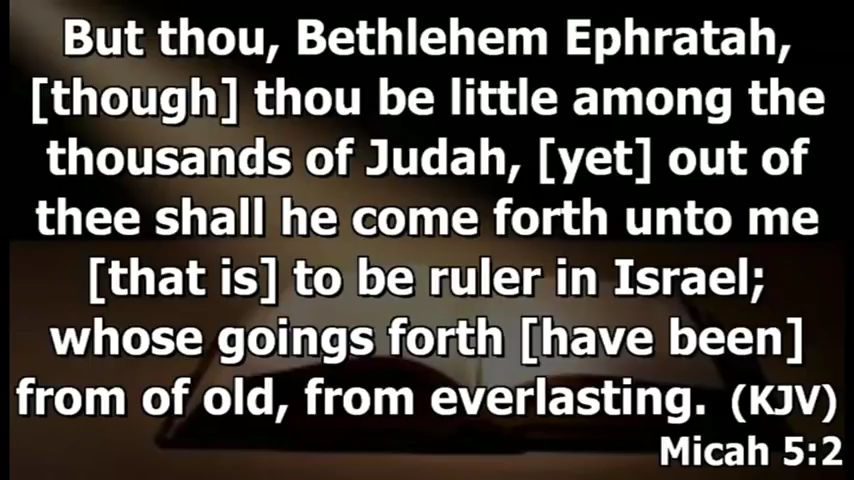 But thou, Bethlehem Ephratah,
[though] thou be little among the
thousands of Judah, [yet] out of
thee shall he come forth unto me
[that is] to be ruler in Israel;
whose goings forth [have been]
from of old, from everlasting. (KJV)
Micah 5:2